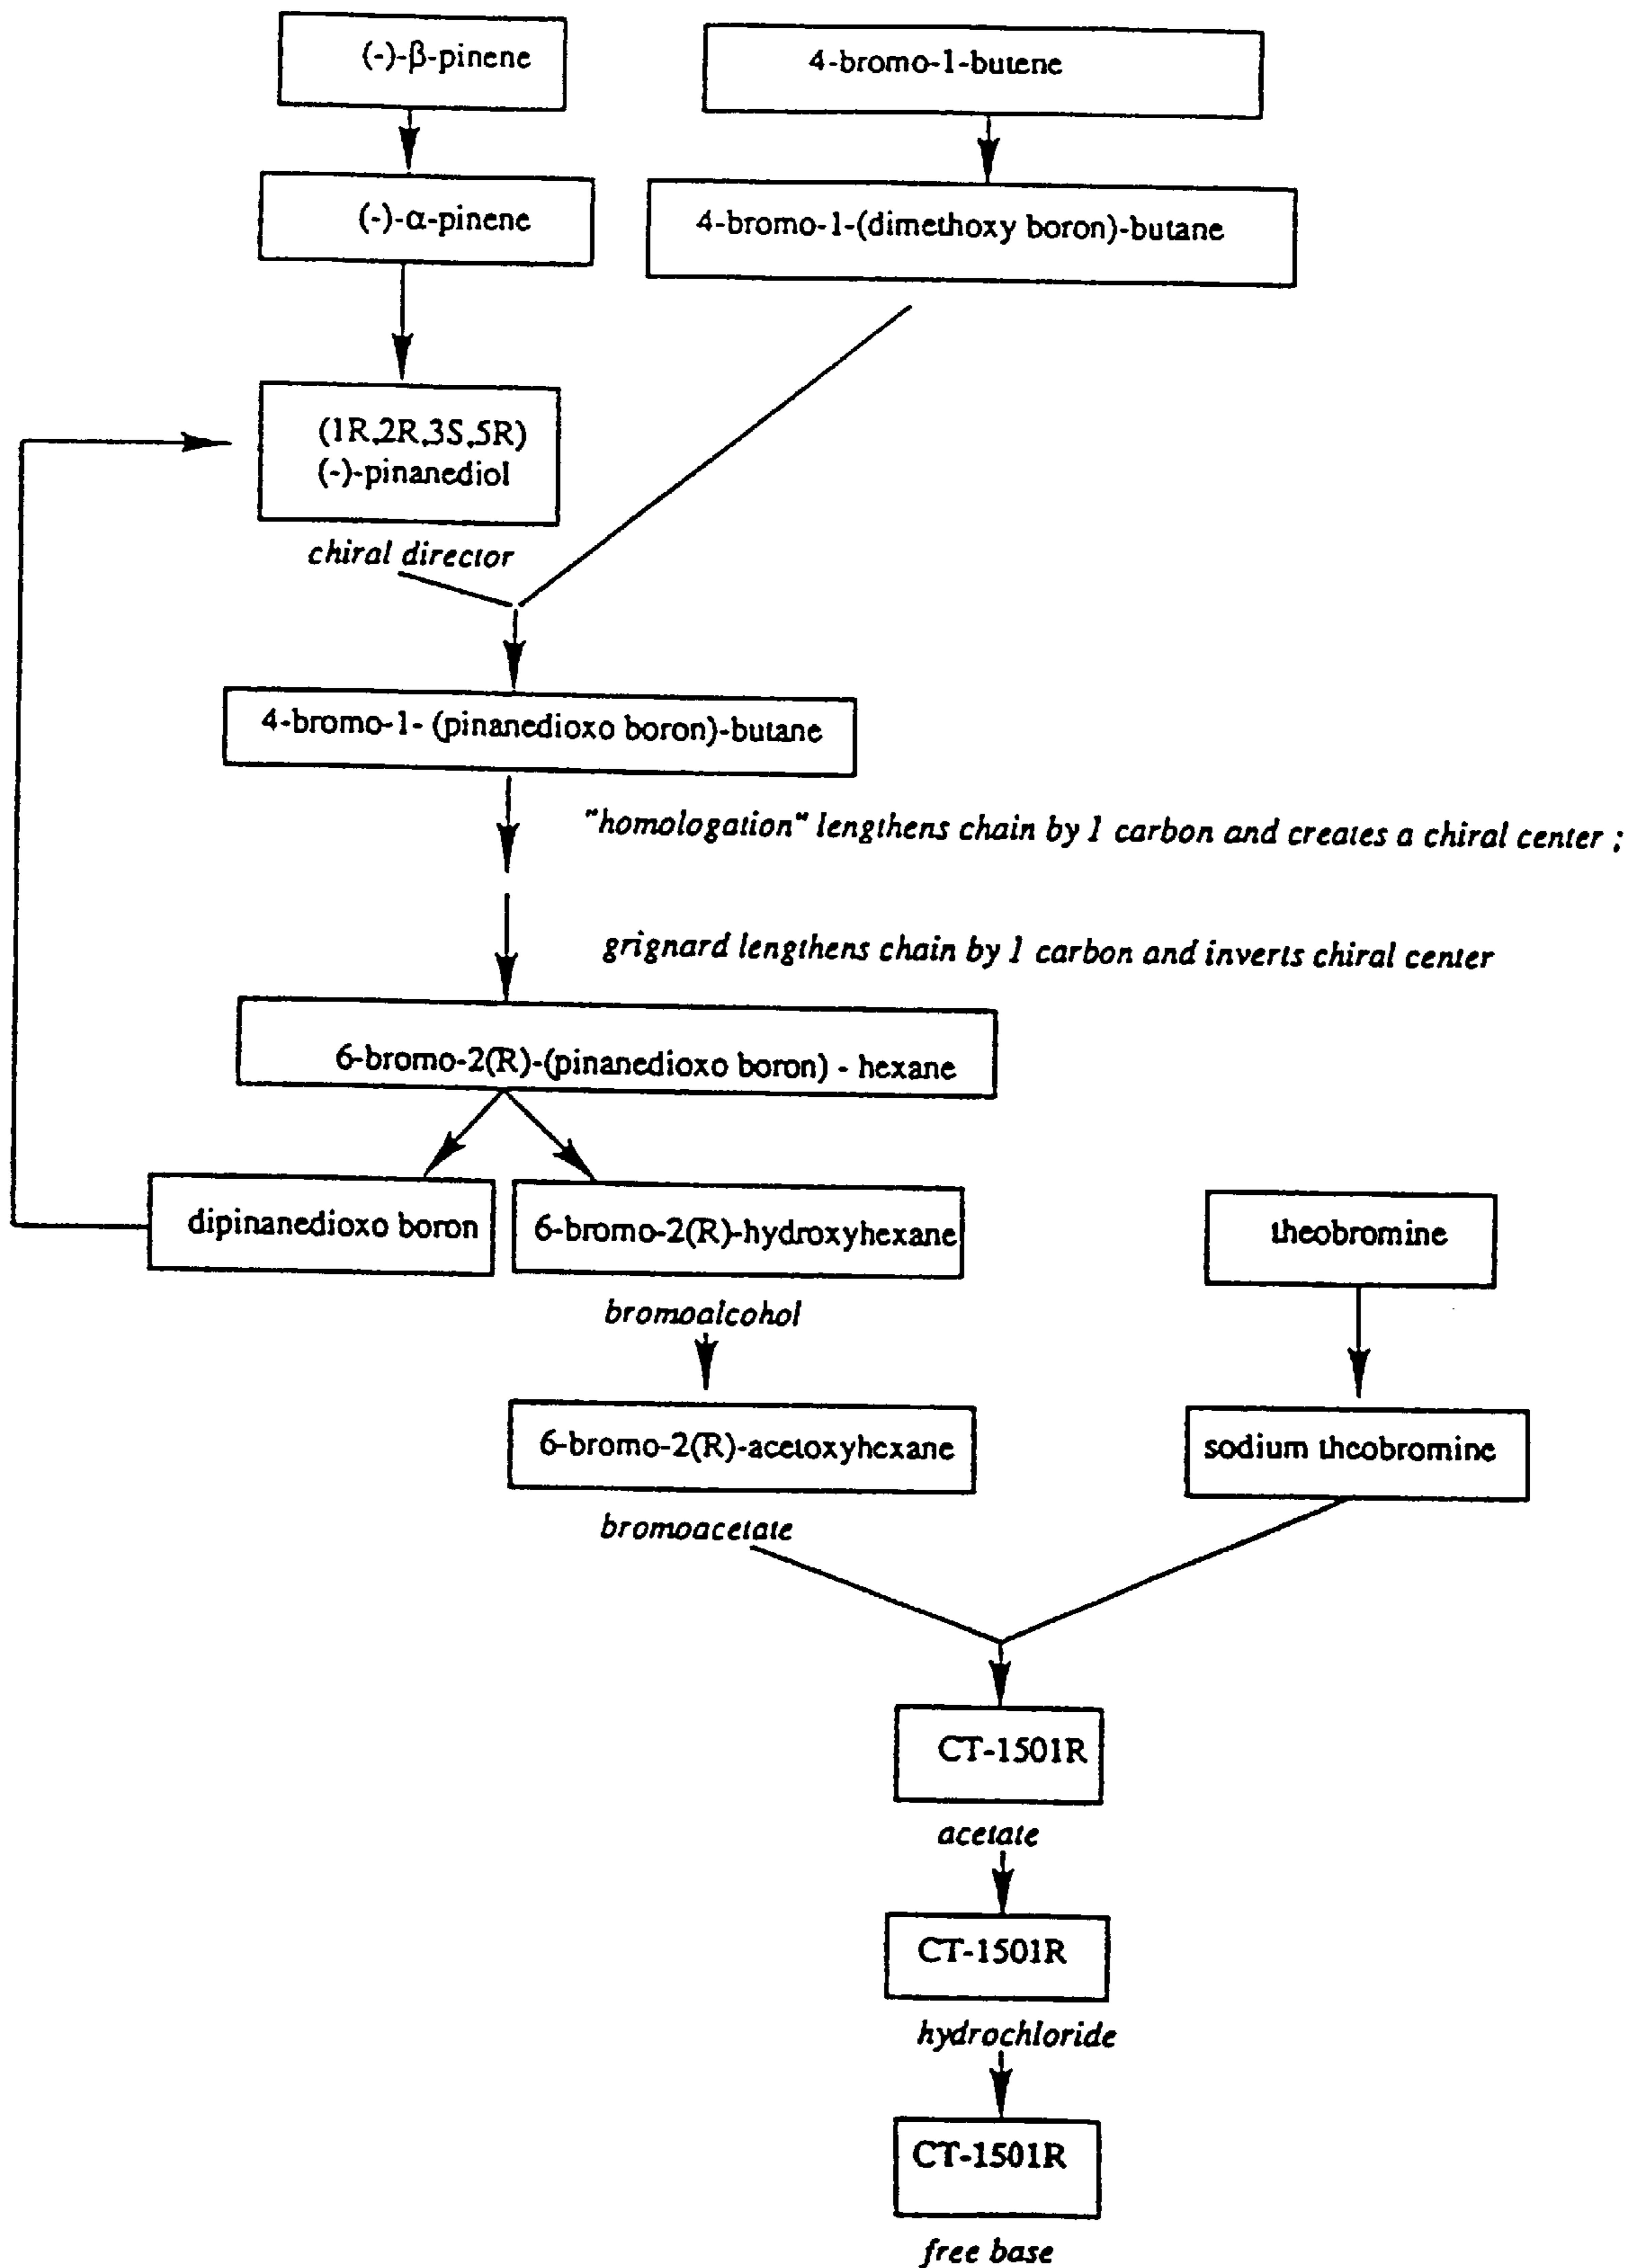 (-)-β-pinene
4-bromo-1-butene
(-)-α-pinene
4-bromo-1-(dimethoxy boron)-butane
(1R,2R,3S,5R)
(-)-pinanediol
chiral director
4-bromo-1- (pinanedioxo boron)-butane
"homologation" lengthens chain by 1 carbon and creates a chiral center ;
grignard lengthens chain by 1 carbon and inverts chiral center
6-bromo-2(R)-(pinanedioxo boron) - hexane
dipinanedioxo boron
6-bromo-2(R)-hydroxyhexane
theobromine
bromoalcohol
6-bromo-2(R)-acetoxyhexane
sodium theobromine
bromoacetate
CT-1501R
acetate
CT-1501R
hydrochloride
CT-1501R
free base